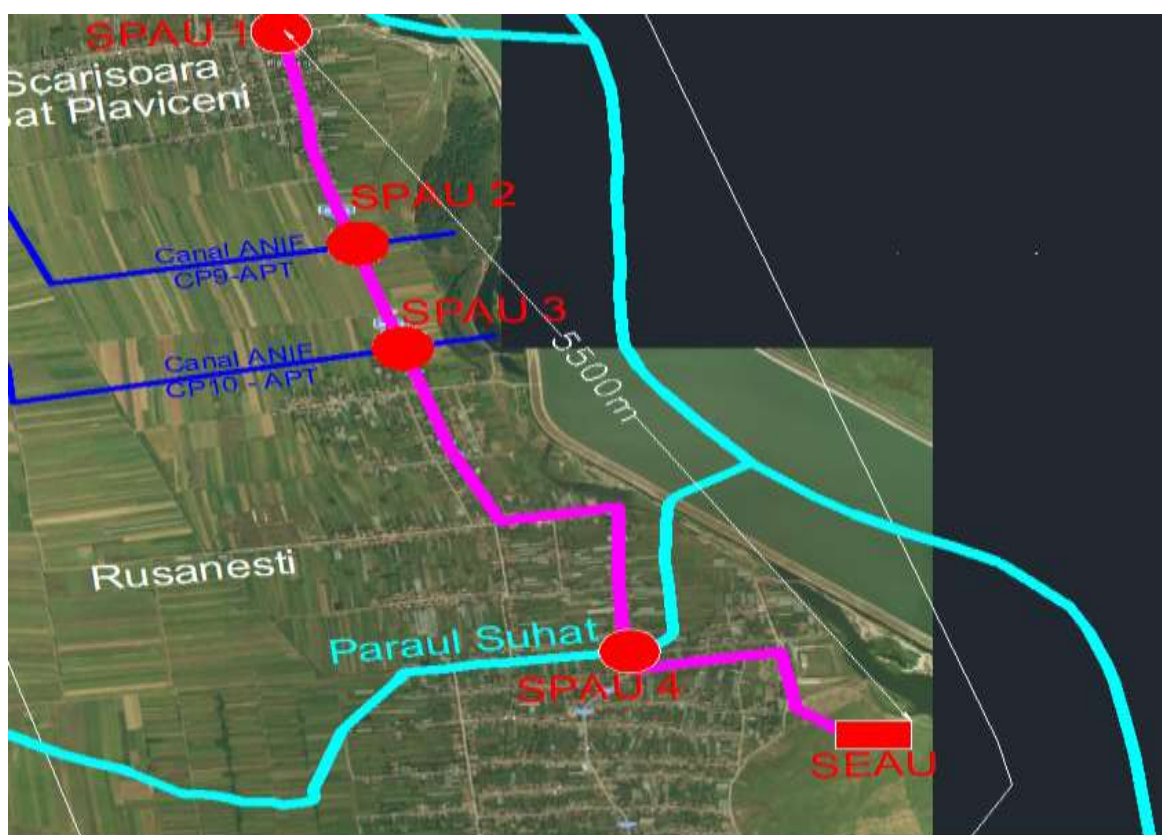 SPAU 1
Scarisoara
sat Plaviceni
SPAU 2
Canal ANIF
CP9-APT
SPAU 3
Canal ANIF
CP10 - APT
5500m
Rusanesti
Paraul Suhat
SPAU 4
SEAU